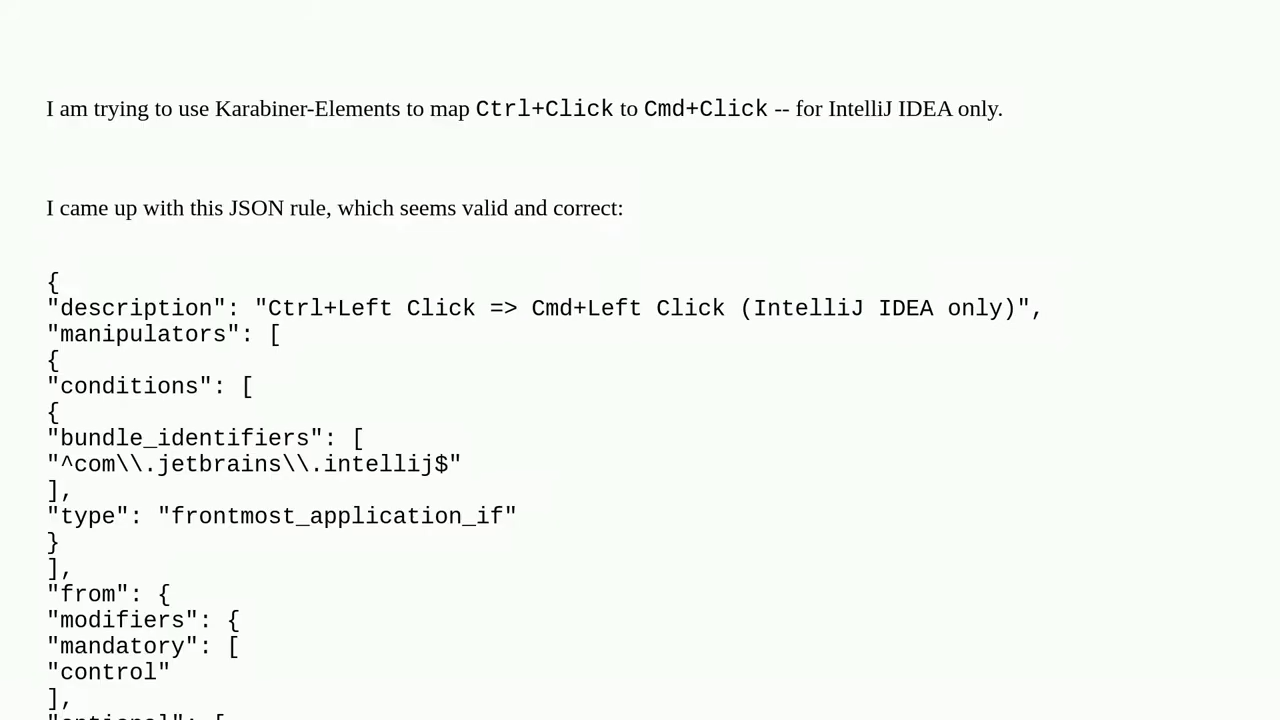 I am trying to use Karabiner-Elements to map Ctrl+Click to Cmd+Click -- for IntelliJ IDEA only.
I came up with this JSON rule, which seems valid and correct:
{
"description": "Ctrl+Left Click => Cmd+Left Click (IntelliJ IDEA only)",
"manipulators": [
{
"conditions": [
{
"bundle_identifiers": [
"^com\\.jetbrains\\.intellij$"
],
"type": "frontmost_application_if"
}
],
"from": {
"modifiers": {
"mandatory": [
"control"
],
"optional": [